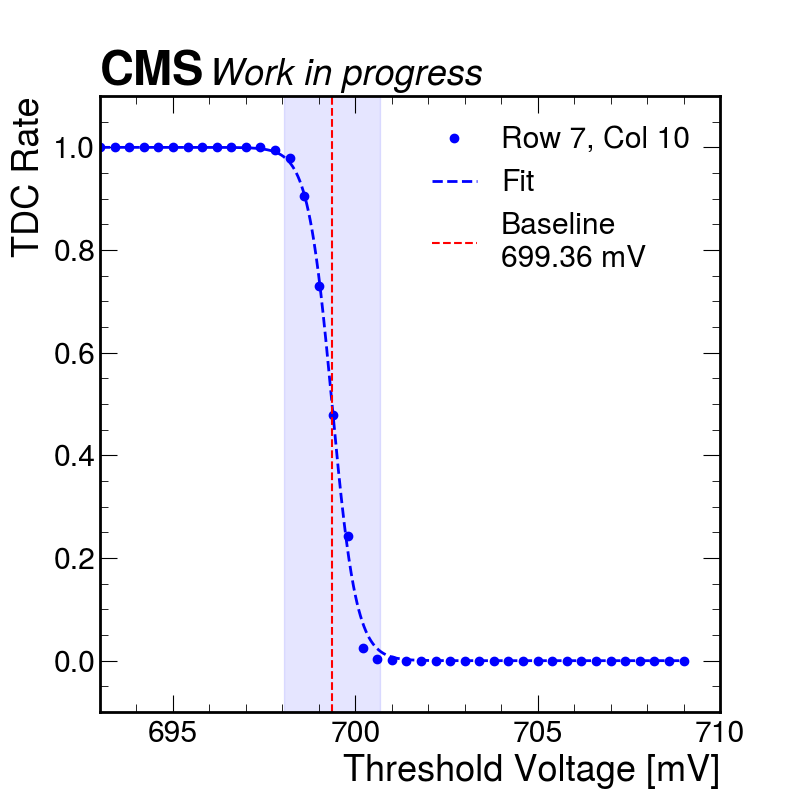 CMS Work in progress
TDC Rate
1.0
0.8
0.6
0.4
0.2
0.0
Row 7, Col 10
Fit
Baseline
699.36 mV
695
700
705
710
Threshold Voltage [mV]